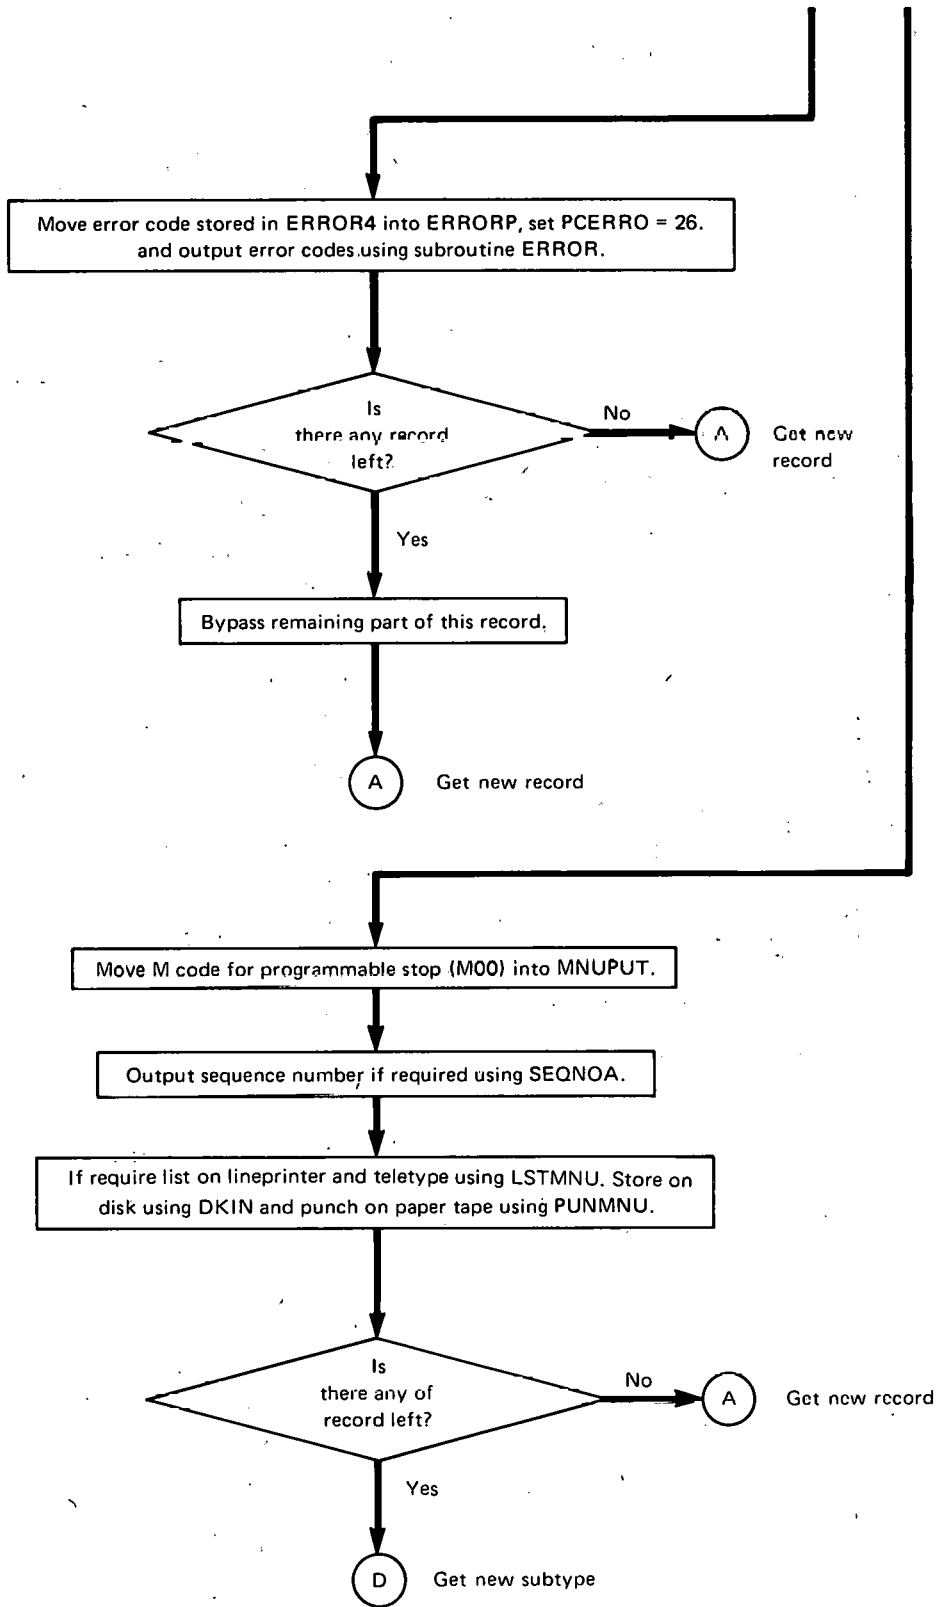 Move error code stored in ERROR4 into ERRORP, set PCERRO = 26.
and output error codes using subroutine ERROR.
Is
there any record
left?
No
A
Get new
record
Yes
Bypass remaining part of this record.
A
Get new record
Move M code for programmable stop (M00) into MNUPUT.
Output sequence number if required using SEQNOA.
If require list on lineprinter and teletype using LSTMNU. Store on
disk using DKIN and punch on paper tape using PUNMNU.
Is
there any of
record left?
No
A
Get new record
Yes
D
Get new subtype